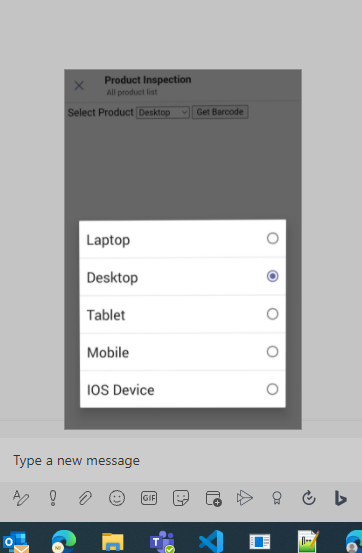 Product Inspection
All product list
Select Product Desktop Get Barcode
Laptop
Desktop
Tablet
Mobile
IOS Device
Type a new message
GIF